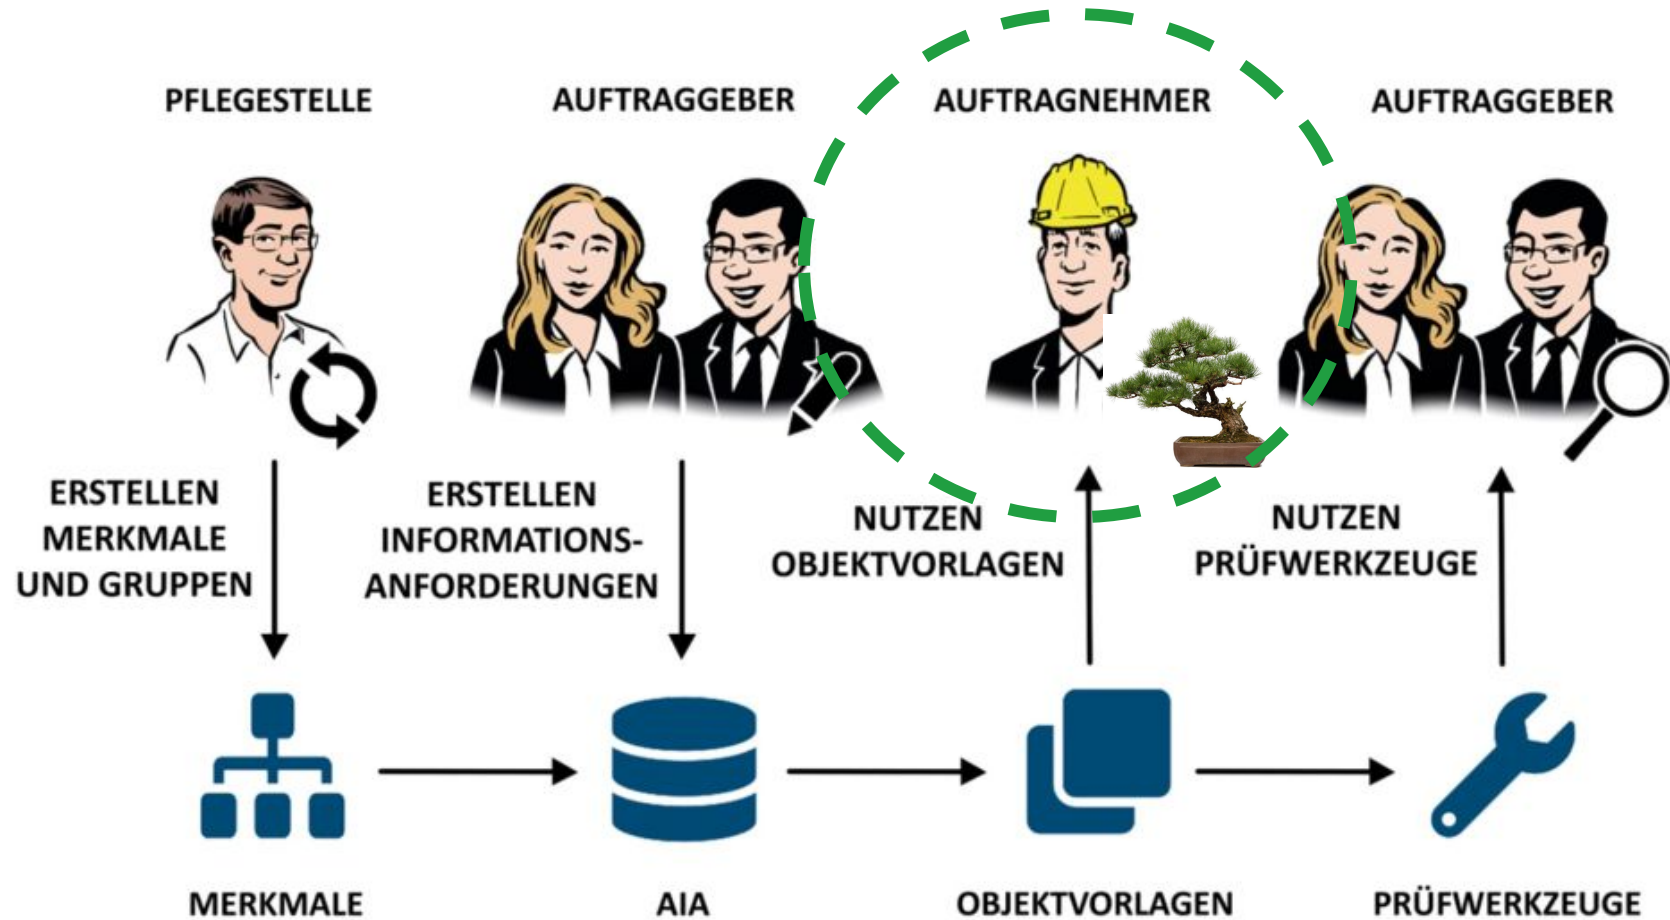 PFLEGESTELLE
AUFTRAGGEBER
AUFTRAGNEHMER
AUFTRAGGEBER
ERSTELLEN
MERKMALE
UND GRUPPEN
ERSTELLEN
INFORMATIONS-
ANFORDERUNGEN
NUTZEN
OBJEKTVORLAGEN
NUTZEN
PRÜFWERKZEUGE
MERKMALE
AIA
OBJEKTVORLAGEN
PRÜFWERKZEUGE